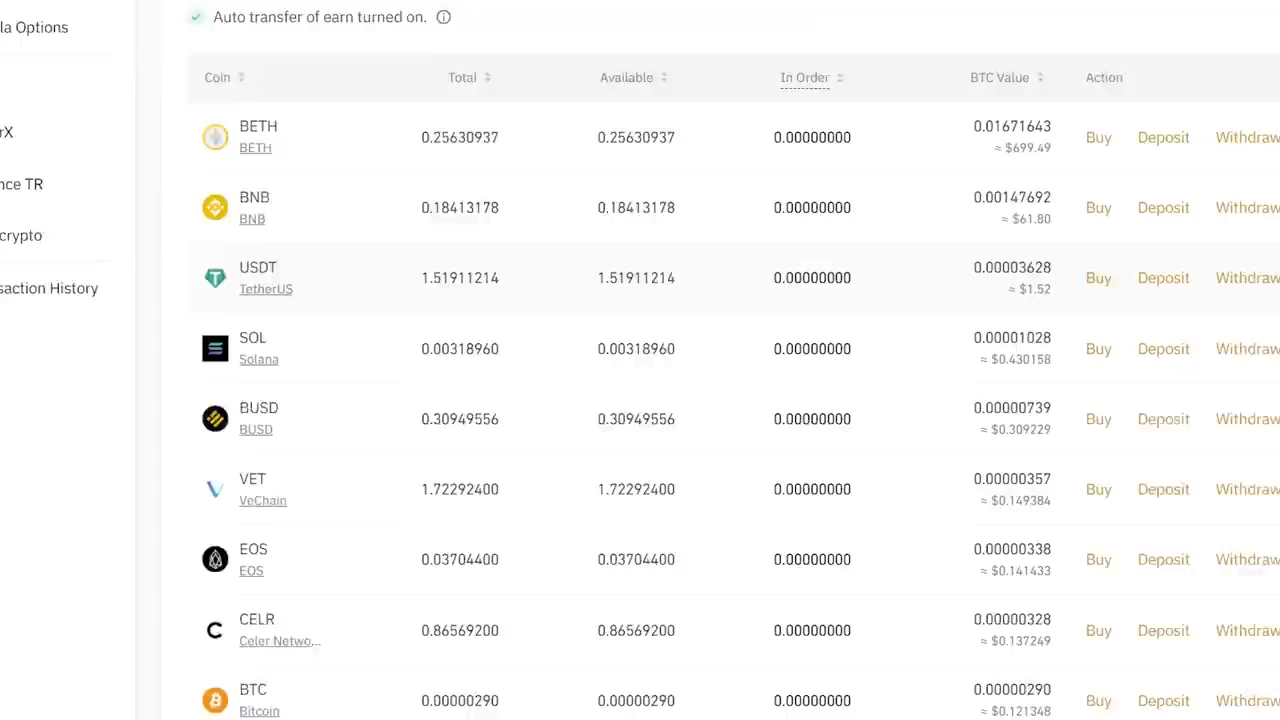 la Options
rX
nce TR
crypto
saction History
Auto transfer of earn turned on.
Coin Total Available In Order BTC Value Action
BETH
BETH
0.25630937 0.25630937 0.00000000
0.01671643
≈ $699.49
Buy Deposit Withdraw
BNB
BNB
0.18413178 0.18413178 0.00000000
0.00147692
≈ $61.80
Buy Deposit Withdraw
USDT
TetherUS
1.51911214 1.51911214 0.00000000
0.00003628
≈ $1.52
Buy Deposit Withdraw
SOL
Solana
0.00318960 0.00318960 0.00000000
0.00001028
≈ $0.430158
Buy Deposit Withdraw
BUSD
BUSD
0.30949556 0.30949556 0.00000000
0.00000739
≈ $0.309229
Buy Deposit Withdraw
VET
VeChain
1.72292400 1.72292400 0.00000000
0.00000357
≈ $0.149384
Buy Deposit Withdraw
EOS
EOS
0.03704400 0.03704400 0.00000000
0.00000338
≈ $0.141433
Buy Deposit Withdraw
CELR
Celer Netwo...
0.86569200 0.86569200 0.00000000
0.00000328
≈ $0.137249
Buy Deposit Withdraw
BTC
Bitcoin
0.00000290 0.00000290 0.00000000
0.00000290
≈ $0.121348
Buy Deposit Withdraw